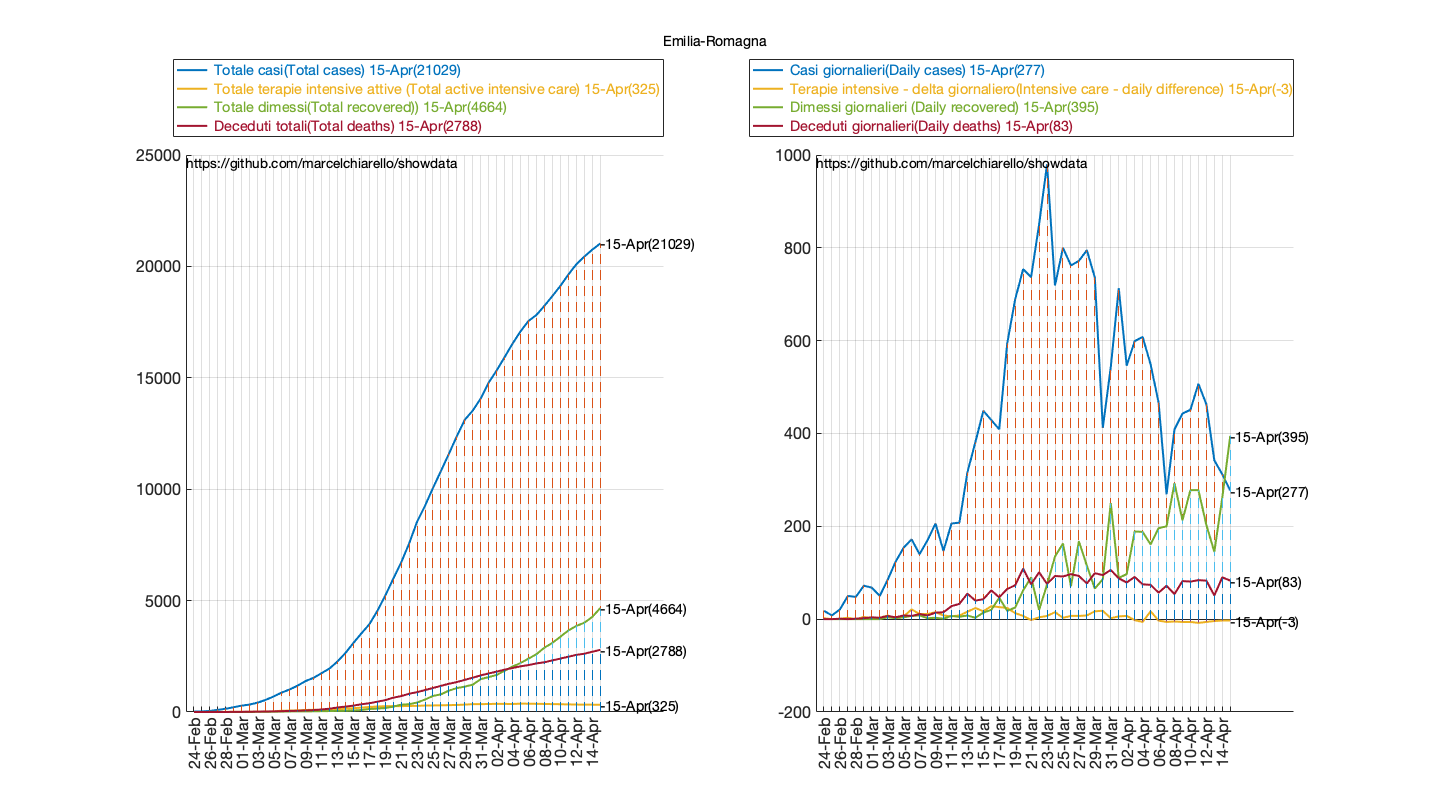 Emilia-Romagna
Totale casi(Total cases) 15-Apr(21029)
Totale terapie intensive attive (Total active intensive care) 15-Apr(325)
Totale dimessi(Total recovered)) 15-Apr(4664)
Deceduti totali(Total deaths) 15-Apr(2788)
https://github.com/marcelchiarello/showdata
25000
20000
15000
10000
5000
0
15-Apr(21029)
15-Apr(4664)
15-Apr(2788)
15-Apr(325)
24-Feb
26-Feb
28-Feb
01-Mar
03-Mar
05-Mar
07-Mar
09-Mar
11-Mar
13-Mar
15-Mar
17-Mar
19-Mar
21-Mar
23-Mar
25-Mar
27-Mar
29-Mar
31-Mar
02-Apr
04-Apr
06-Apr
08-Apr
10-Apr
12-Apr
14-Apr
Casi giornalieri(Daily cases) 15-Apr(277)
Terapie intensive - delta giornaliero(Intensive care - daily difference) 15-Apr(-3)
Dimessi giornalieri (Daily recovered) 15-Apr(395)
Deceduti giornalieri(Daily deaths) 15-Apr(83)
https://github.com/marcelchiarello/showdata
1000
800
600
400
200
0
-200
15-Apr(395)
15-Apr(277)
15-Apr(83)
15-Apr(-3)
24-Feb
26-Feb
28-Feb
01-Mar
03-Mar
05-Mar
07-Mar
09-Mar
11-Mar
13-Mar
15-Mar
17-Mar
19-Mar
21-Mar
23-Mar
25-Mar
27-Mar
29-Mar
31-Mar
02-Apr
04-Apr
06-Apr
08-Apr
10-Apr
12-Apr
14-Apr